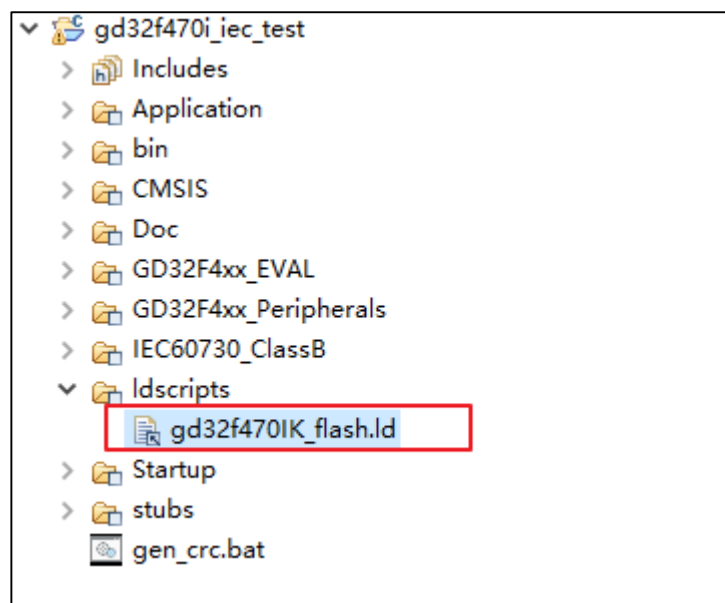 gd32f470i_iec_test
Includes
Application
bin
CMSIS
Doc
GD32F4xx_EVAL
GD32F4xx_Peripherals
IEC60730_ClassB
ldscripts
gd32f470IK_flash.ld
Startup
stubs
gen_crc.bat